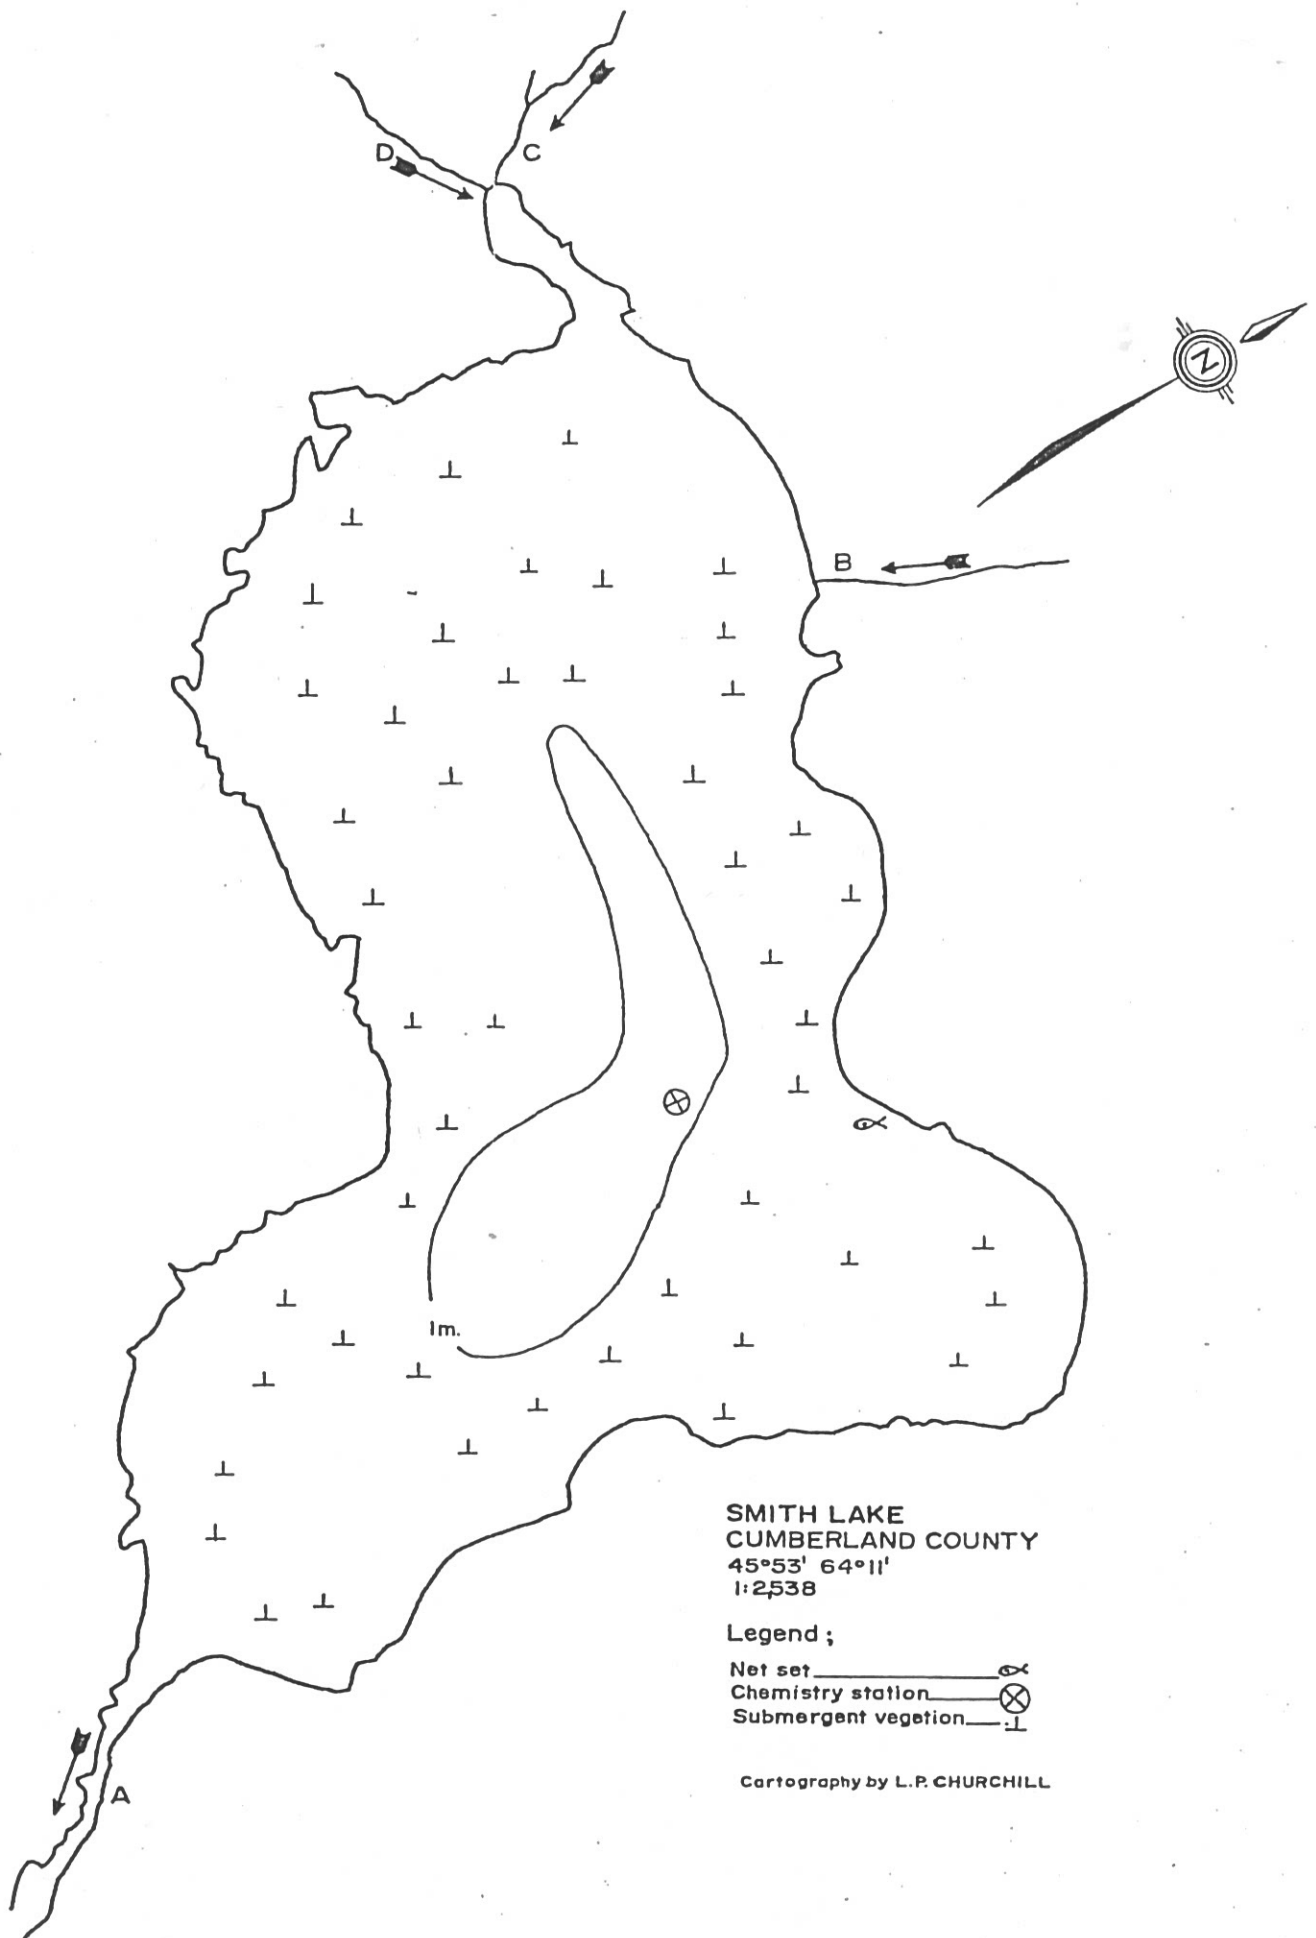 D
C
N
B
1m.
SMITH LAKE
CUMBERLAND COUNTY
45°53' 64°11'
1:2,538
Legend ;
Net set
Chemistry station
Submergent vegetion
Cartography by L.P. CHURCHILL
A